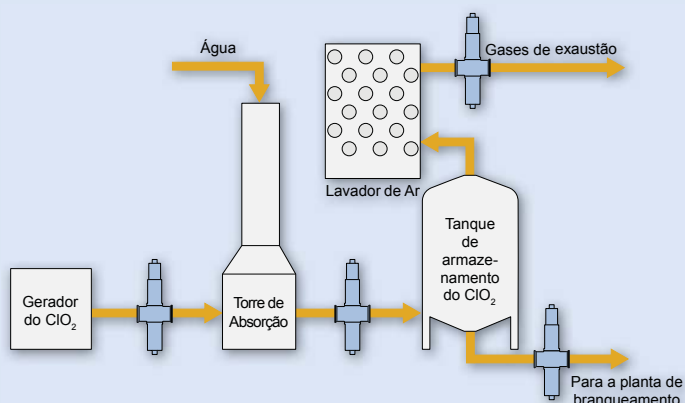 Água
Gases de exaustão
Lavador de Ar
Tanque
de
armaze-
namento
do ClO₂
Gerador
do ClO₂
Torre de
Absorção
Para a planta de
branqueamento